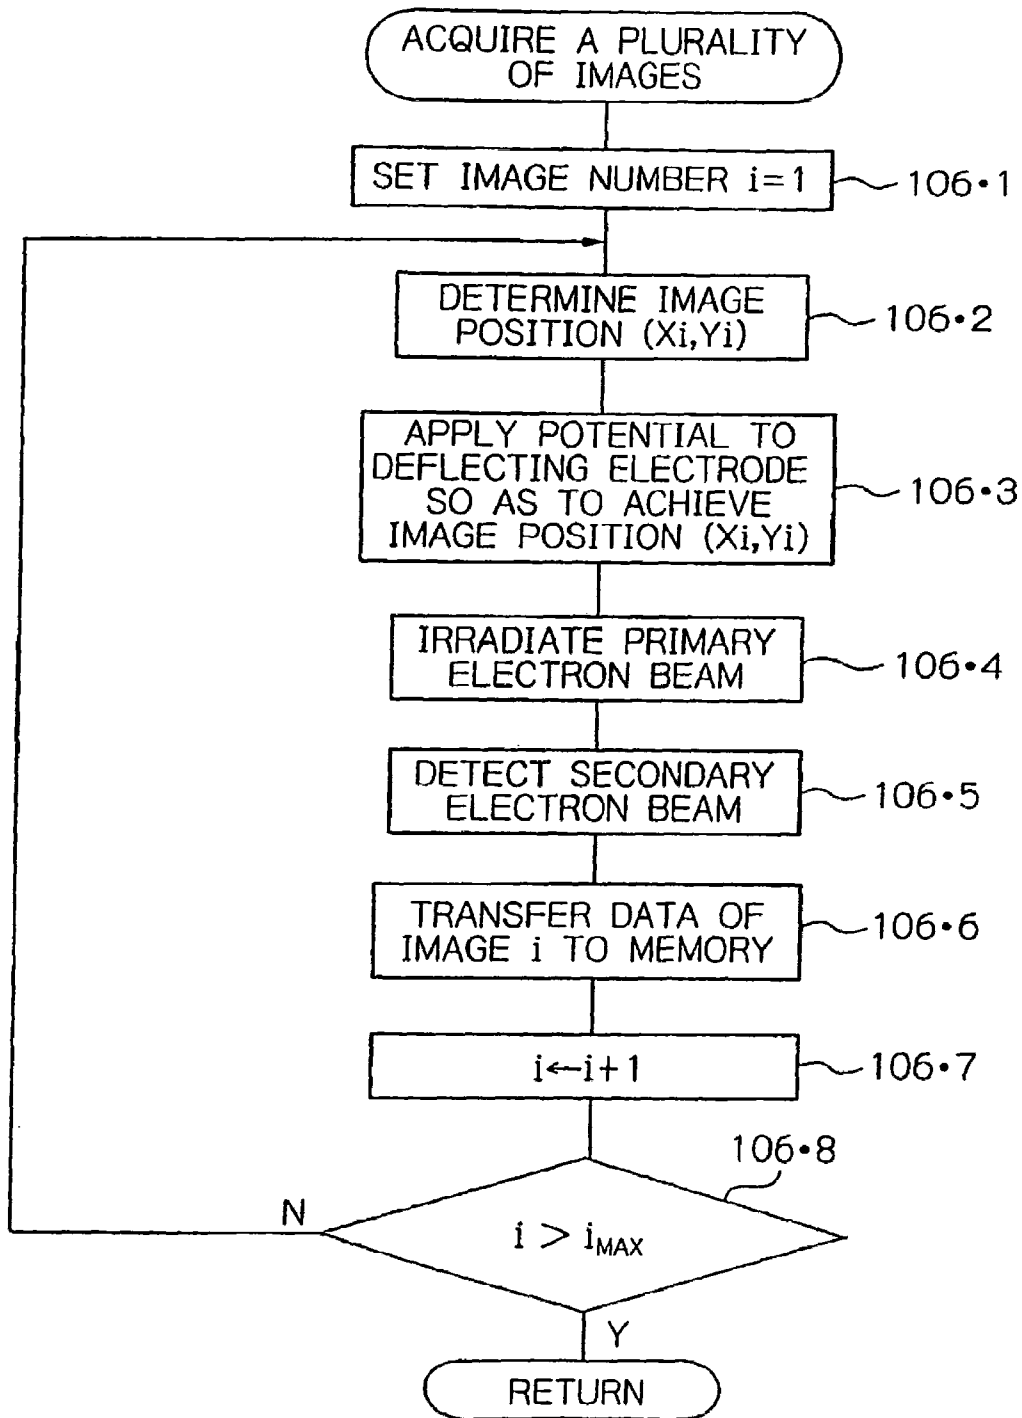 ACQUIRE A PLURALITY
OF IMAGES
SET IMAGE NUMBER i=1
106•1
DETERMINE IMAGE
POSITION (Xi,Yi)
106•2
APPLY POTENTIAL TO
DEFLECTING ELECTRODE
SO AS TO ACHIEVE
IMAGE POSITION (Xi,Yi)
106•3
IRRADIATE PRIMARY
ELECTRON BEAM
106•4
DETECT SECONDARY
ELECTRON BEAM
106•5
TRANSFER DATA OF
IMAGE i TO MEMORY
106•6
i←i+1
106•7
106•8
N
i > iMAX
Y
RETURN